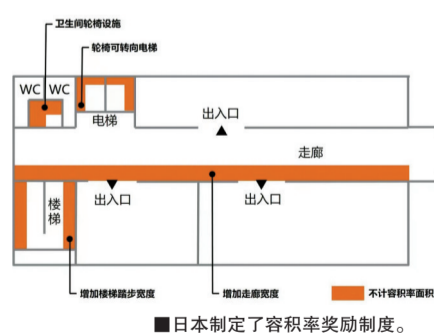 卫生间轮椅设施
轮椅可转向电梯
WC WC
电梯
出入口
走廊
楼梯
出入口
出入口
增加楼梯踏步宽度
增加走廊宽度
不计容积率面积
■日本制定了容积率奖励制度。